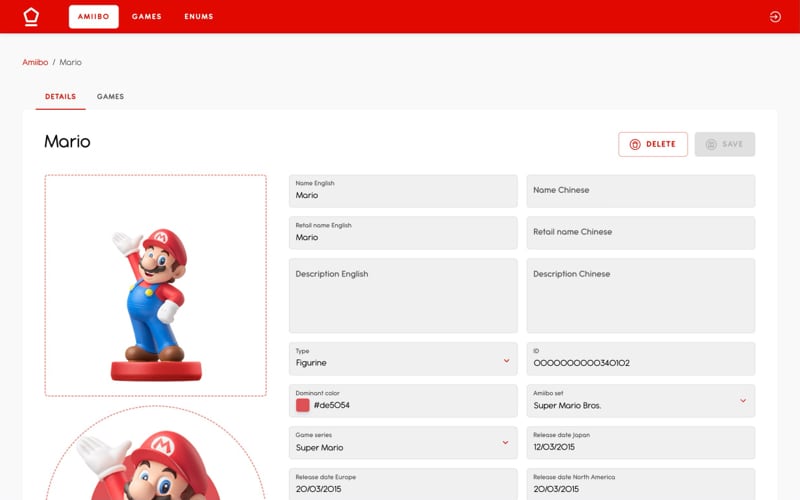 AMIIBO GAMES ENUMS
Amiibo / Mario
DETAILS GAMES
Mario
DELETE SAVE
Name English
Mario
Name Chinese
Retail name English
Mario
Retail name Chinese
Description English
Description Chinese
Type
Figurine
ID
0000000000340102
Dominant color
#de5054
Amiibo set
Super Mario Bros.
Game series
Super Mario
Release date Japan
12/03/2015
Release date Europe
20/03/2015
Release date North America
20/03/2015